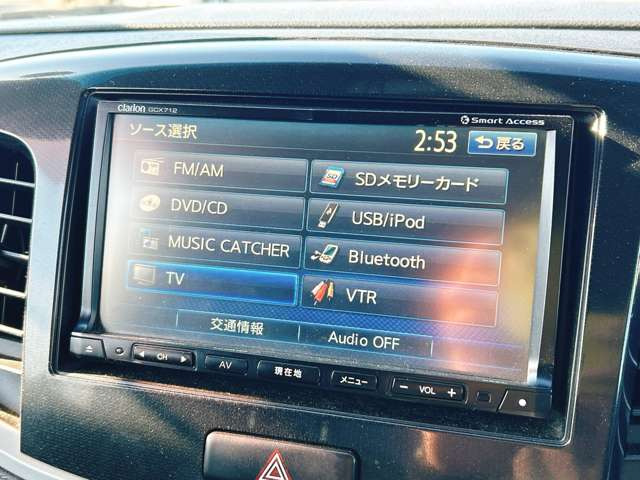 clarion GCX712
Smart Access
ソース選択
2:53
戻る
FM/AM
SDメモリーカード
DVD/CD
USB/iPod
MUSIC CATCHER
Bluetooth
TV
VTR
交通情報
Audio OFF
CH
AV
現在地
メニュー
− VOL +